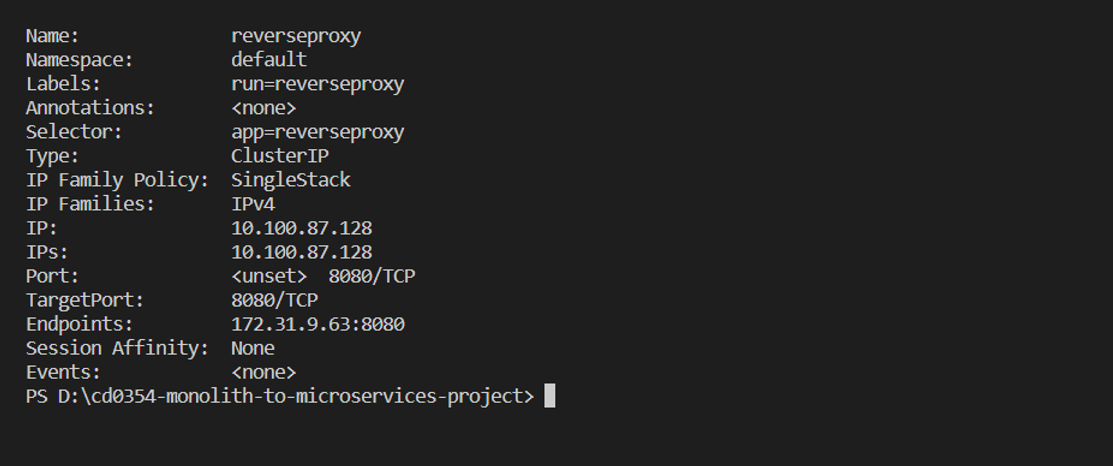 Name:              reverseproxy
Namespace:         default
Labels:            run=reverseproxy
Annotations:       <none>
Selector:          app=reverseproxy
Type:              ClusterIP
IP Family Policy:  SingleStack
IP Families:       IPv4
IP:                10.100.87.128
IPs:               10.100.87.128
Port:              <unset>  8080/TCP
TargetPort:        8080/TCP
Endpoints:         172.31.9.63:8080
Session Affinity:  None
Events:            <none>
PS D:\cd0354-monolith-to-microservices-project>